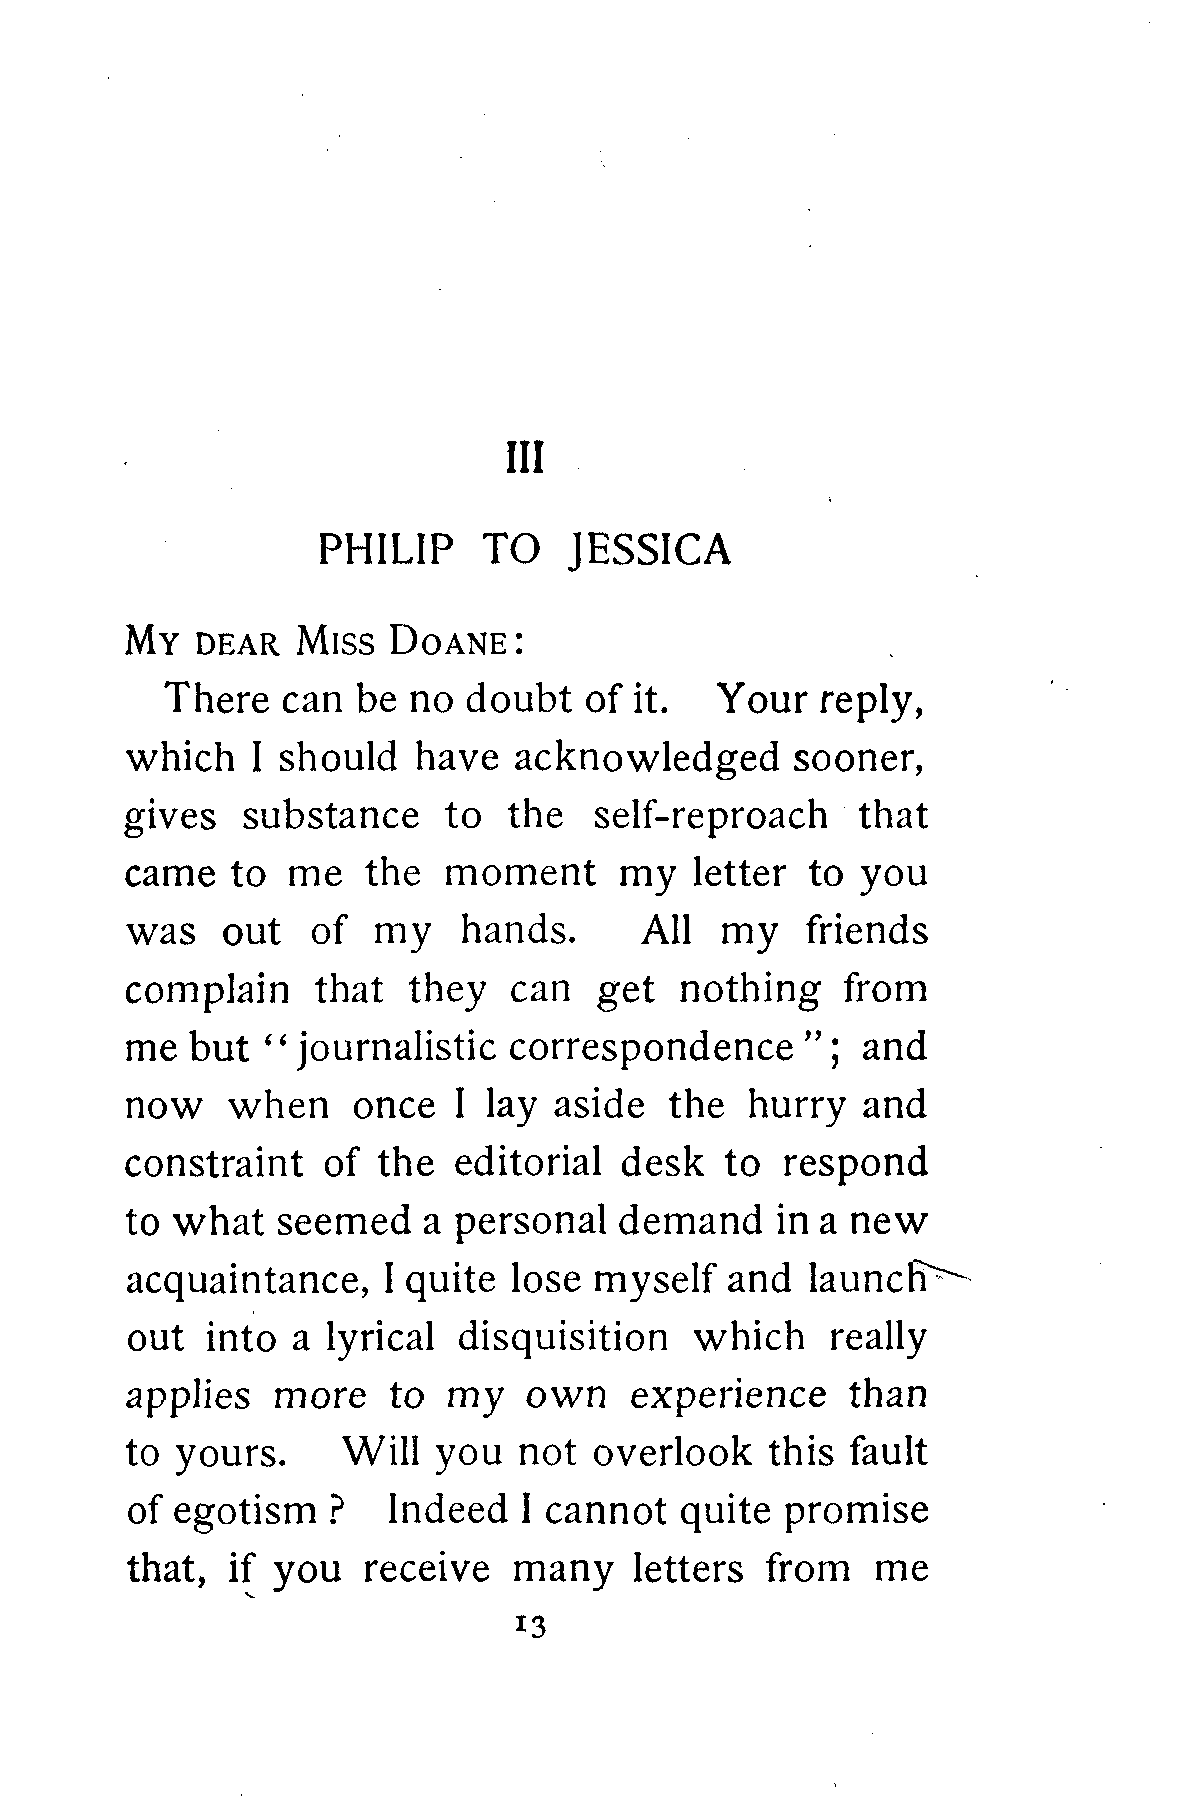 III
PHILIP TO JESSICA
MY DEAR MISS DOANE:
There can be no doubt of it. Your reply,
which I should have acknowledged sooner,
gives substance to the self-reproach that
came to me the moment my letter to you
was out of my hands. All my friends
complain that they can get nothing from
me but “journalistic correspondence”; and
now when once I lay aside the hurry and
constraint of the editorial desk to respond
to what seemed a personal demand in a new
acquaintance, I quite lose myself and launch
out into a lyrical disquisition which really
applies more to my own experience than
to yours. Will you not overlook this fault
of egotism? Indeed I cannot quite promise
that, if you receive many letters from me
13